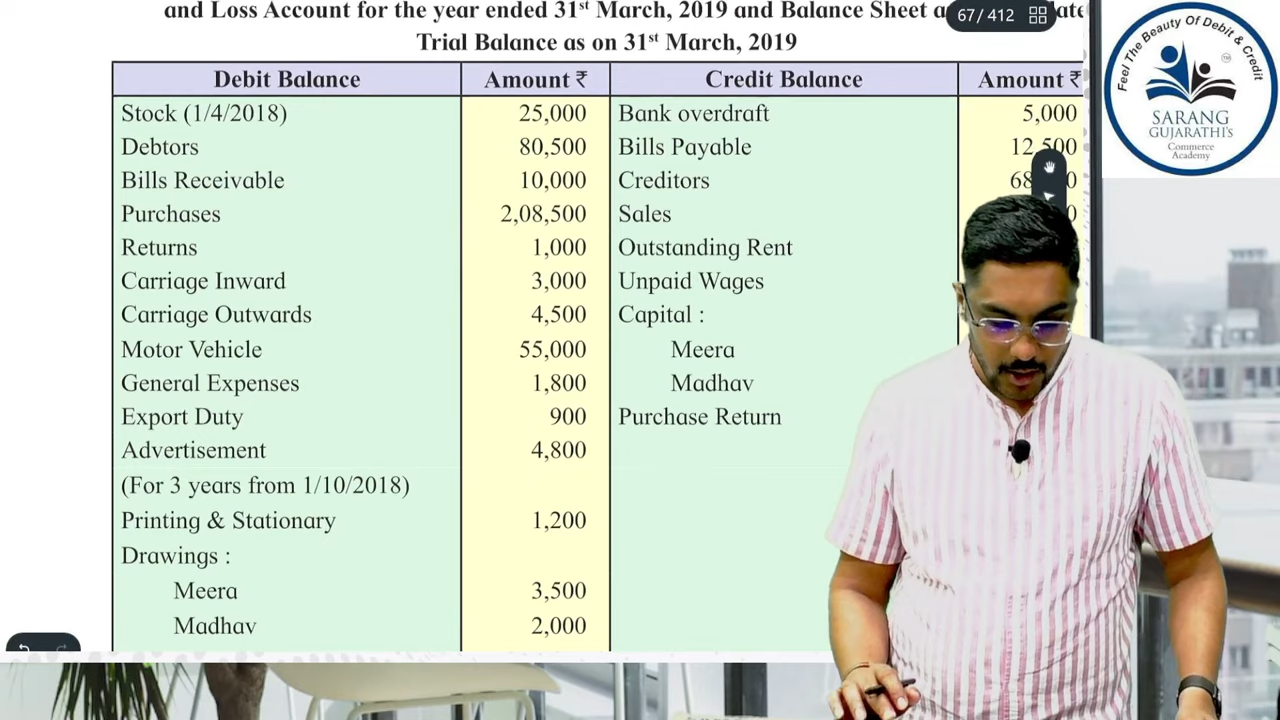 and Loss Account for the year ended 31st March, 2019 and Balance Sheet
67/ 412
Trial Balance as on 31st March, 2019
Debit Balance Amount ₹ Credit Balance Amount ₹
Stock (1/4/2018) 25,000 Bank overdraft 5,000
Debtors 80,500 Bills Payable 12,500
Bills Receivable 10,000 Creditors
Purchases 2,08,500 Sales
Returns 1,000 Outstanding Rent
Carriage Inward 3,000 Unpaid Wages
Carriage Outwards 4,500 Capital :
Motor Vehicle 55,000 Meera
General Expenses 1,800 Madhav
Export Duty 900 Purchase Return
Advertisement 4,800
(For 3 years from 1/10/2018)
Printing & Stationary 1,200
Drawings :
Meera 3,500
Madhav 2,000
Feel The Beauty Of Debit & Credit
TM
SARANG
GUJARATHI'S
Commerce
Academy